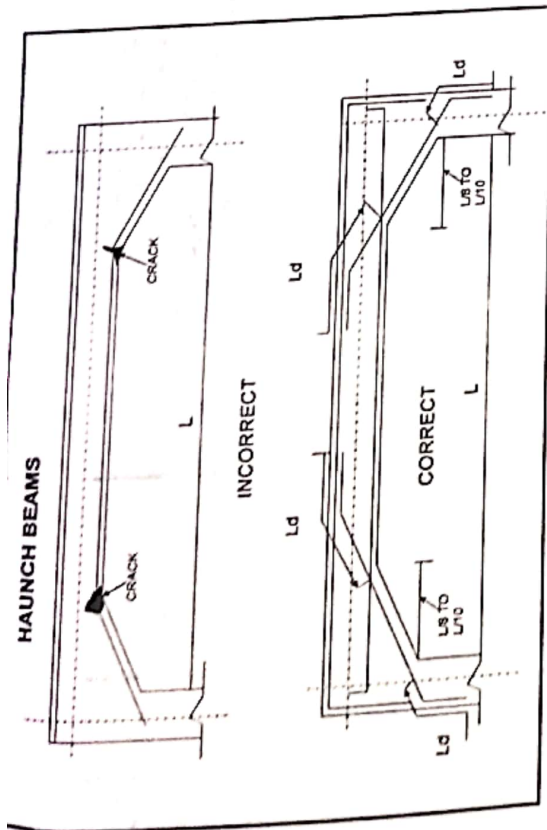 HAUNCH BEAMS
CRACK
CRACK
L
INCORRECT
Ld
Ld
Ld
Ld
L/8 TO
L/10
L/8 TO
L/10
CORRECT
L